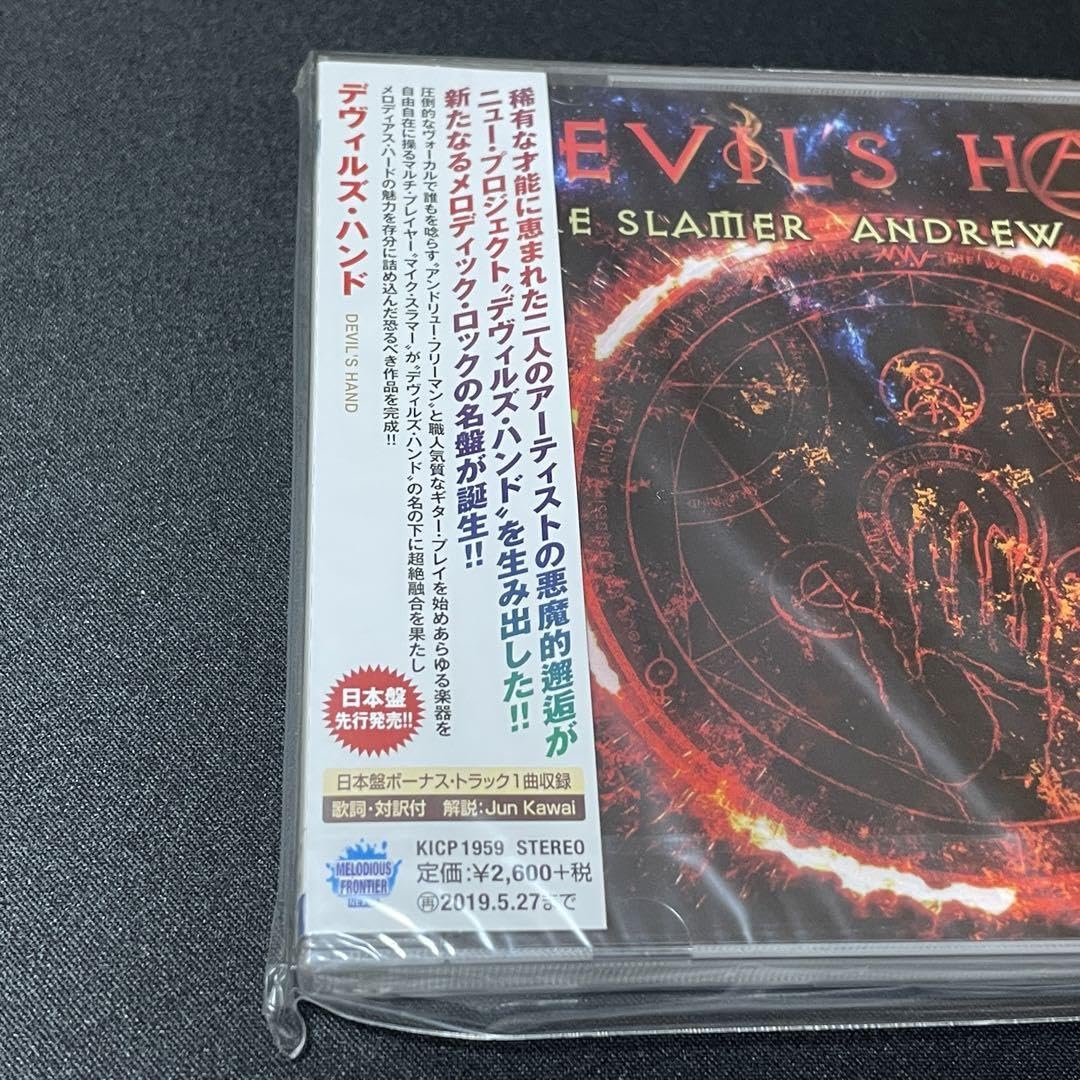 デヴィルズ・ハンド DEVIL'S HAND
稀有な才能に恵まれた二人のアーティストの悪魔的邂逅が
ニュー・プロジェクト〝デヴィルズ・ハンド〟を生み出した!!
新たなるメロディック・ロックの名盤が誕生!!
圧倒的なヴォーカルで誰もを唸らす〝アンドリュー・フリーマン〟と職人気質なギター・プレイを始めあらゆる楽器を
自由自在に操るマルチ・プレイヤー〝マイク・スラマー〟が〝デヴィルズ・ハンド〟の名の下に超絶融合を果たし
メロディアス・ハードの魅力を存分に詰め込んだ恐るべき作品を完成!!
日本盤
先行発売!!
日本盤ボーナス・トラック1曲収録
歌詞・対訳付 解説:Jun Kawai
MELODIOUS
FRONTIER
KICP 1959 STEREO
定価:¥2,600+税
再2019.5.27まで
EVIL'S HA
E SLAMER ANDREW
THE WORLD